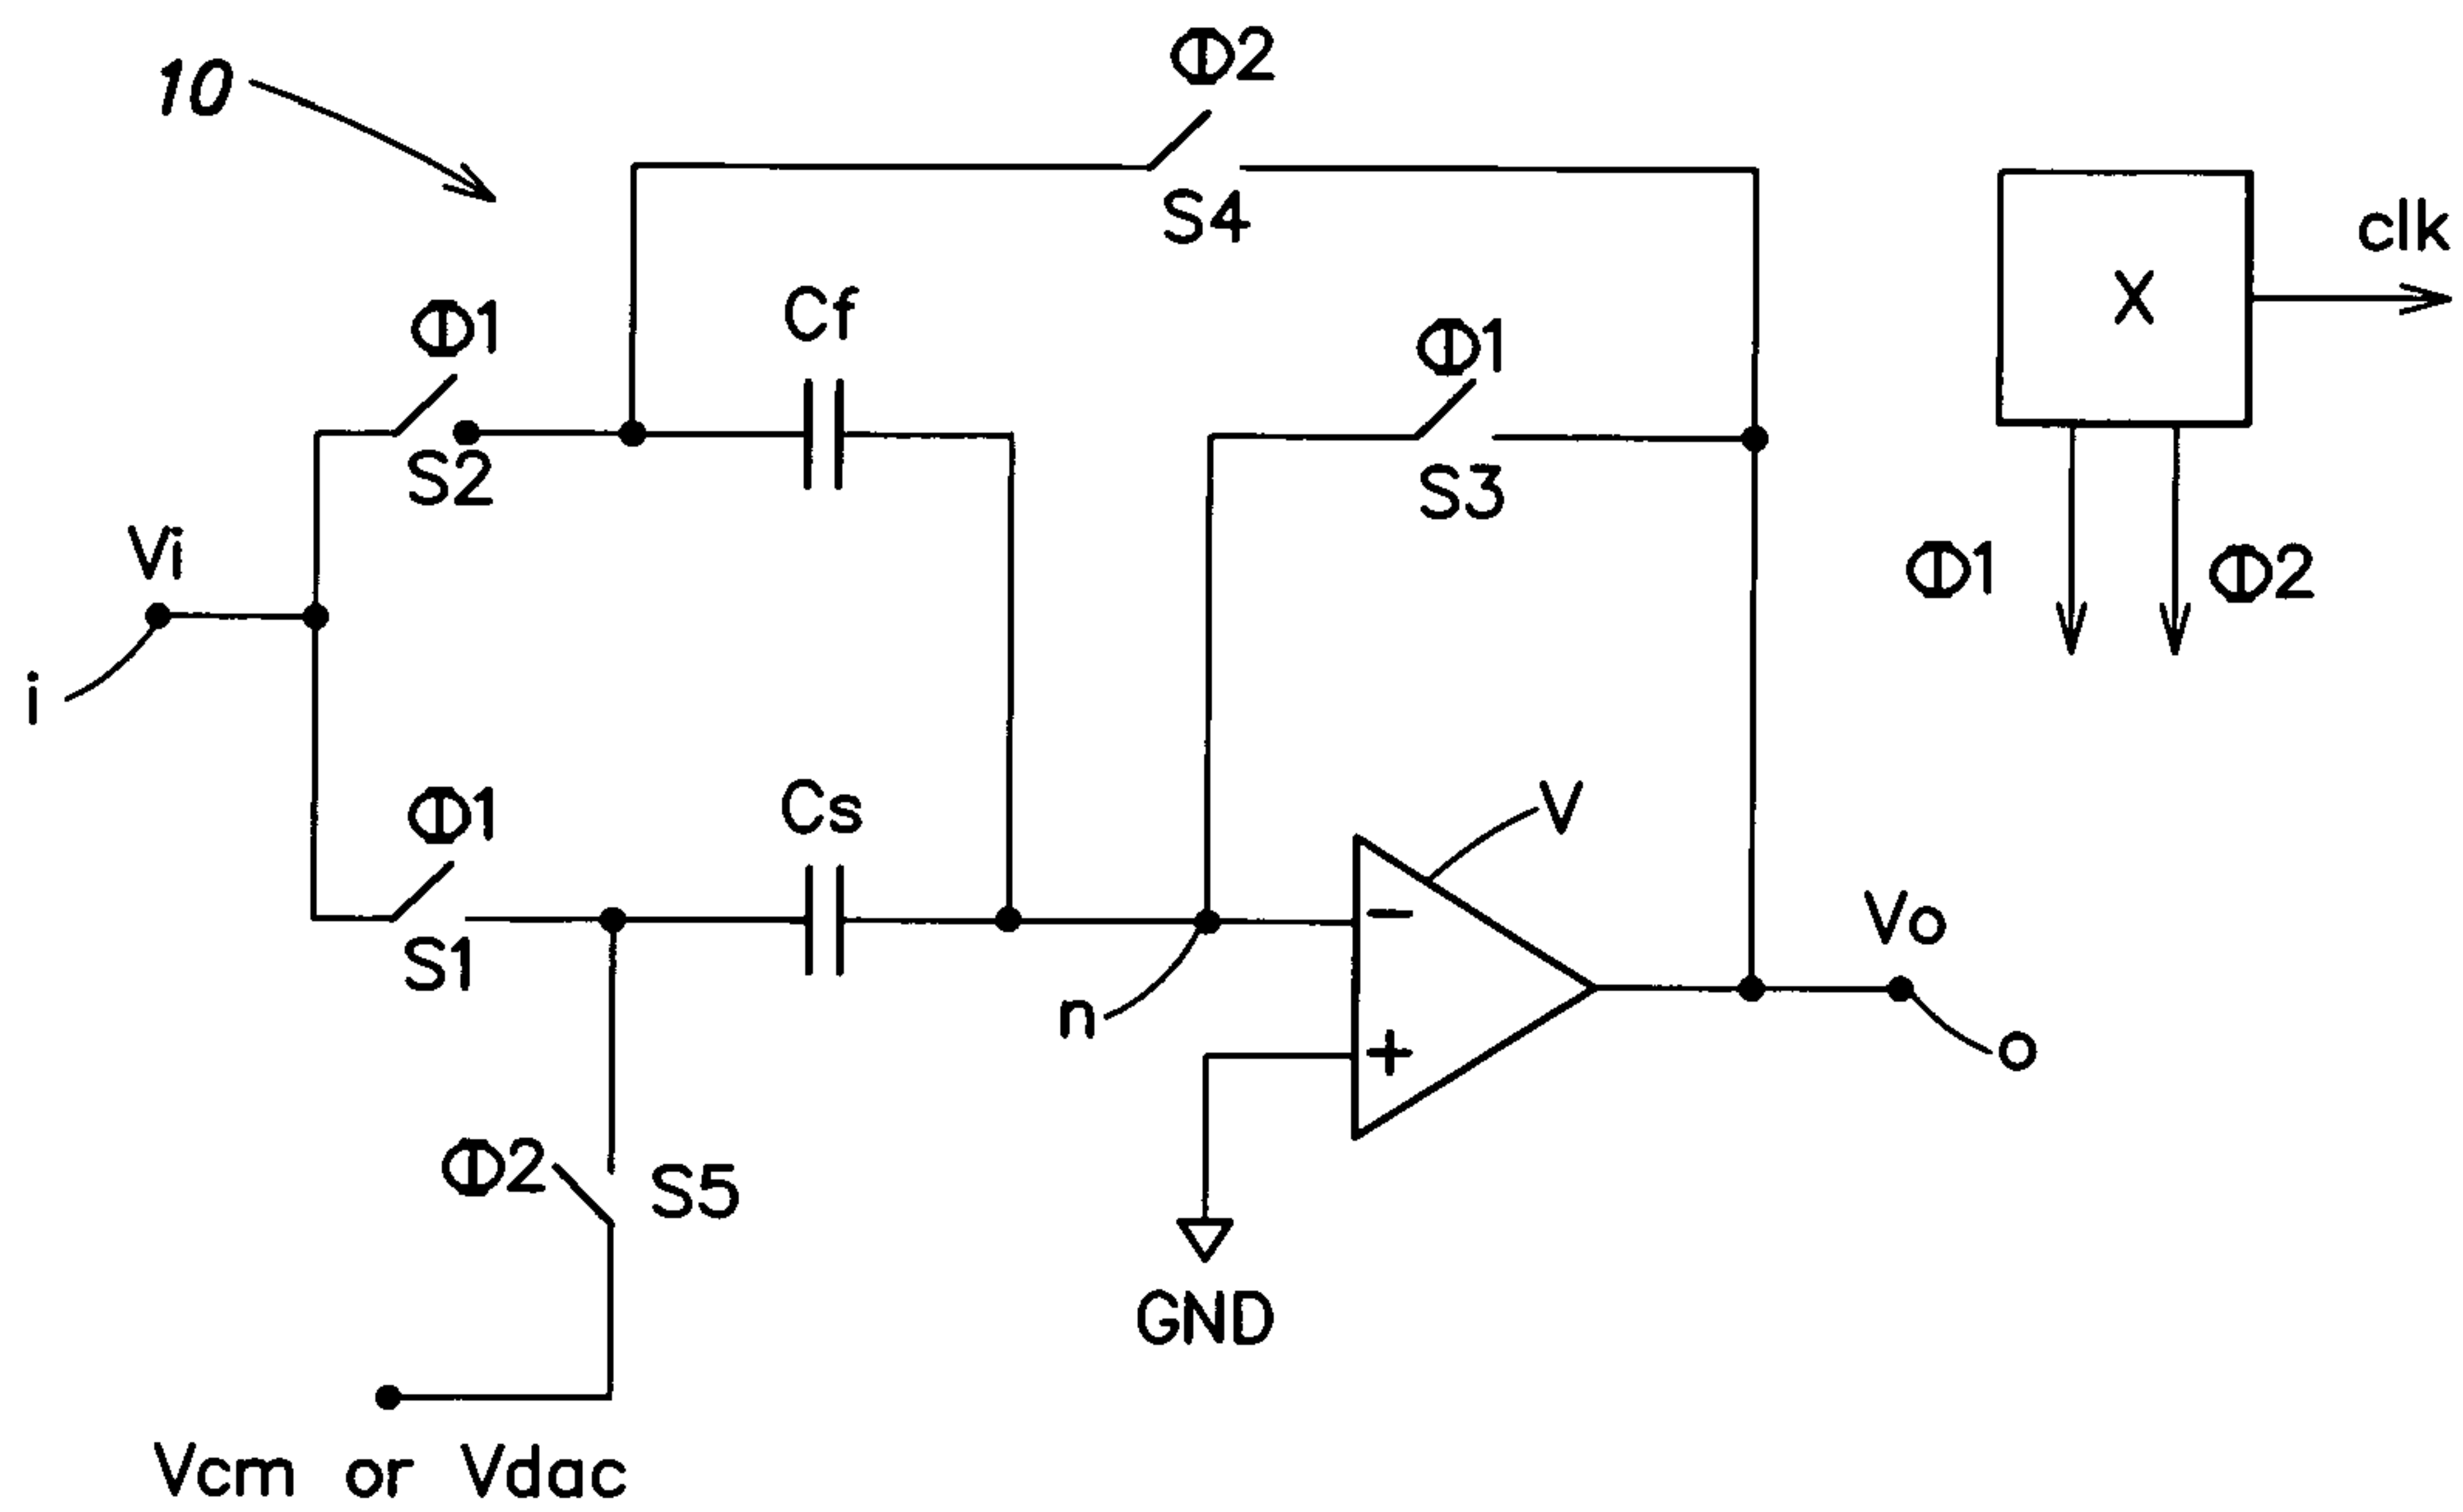 10
Φ2
S4
clk
X
Φ1
Cf
Φ1
S2
S3
Vi
Φ1
Φ2
i
Φ1
Cs
V
S1
Vo
n
-
+
o
Φ2
S5
GND
Vcm or Vdac